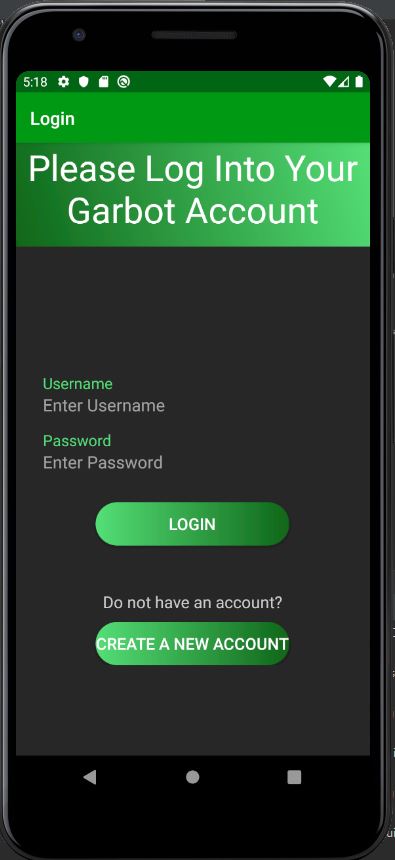 5:18
Login
Please Log Into Your
Garbot Account
Username
Enter Username
Password
Enter Password
LOGIN
Do not have an account?
CREATE A NEW ACCOUNT